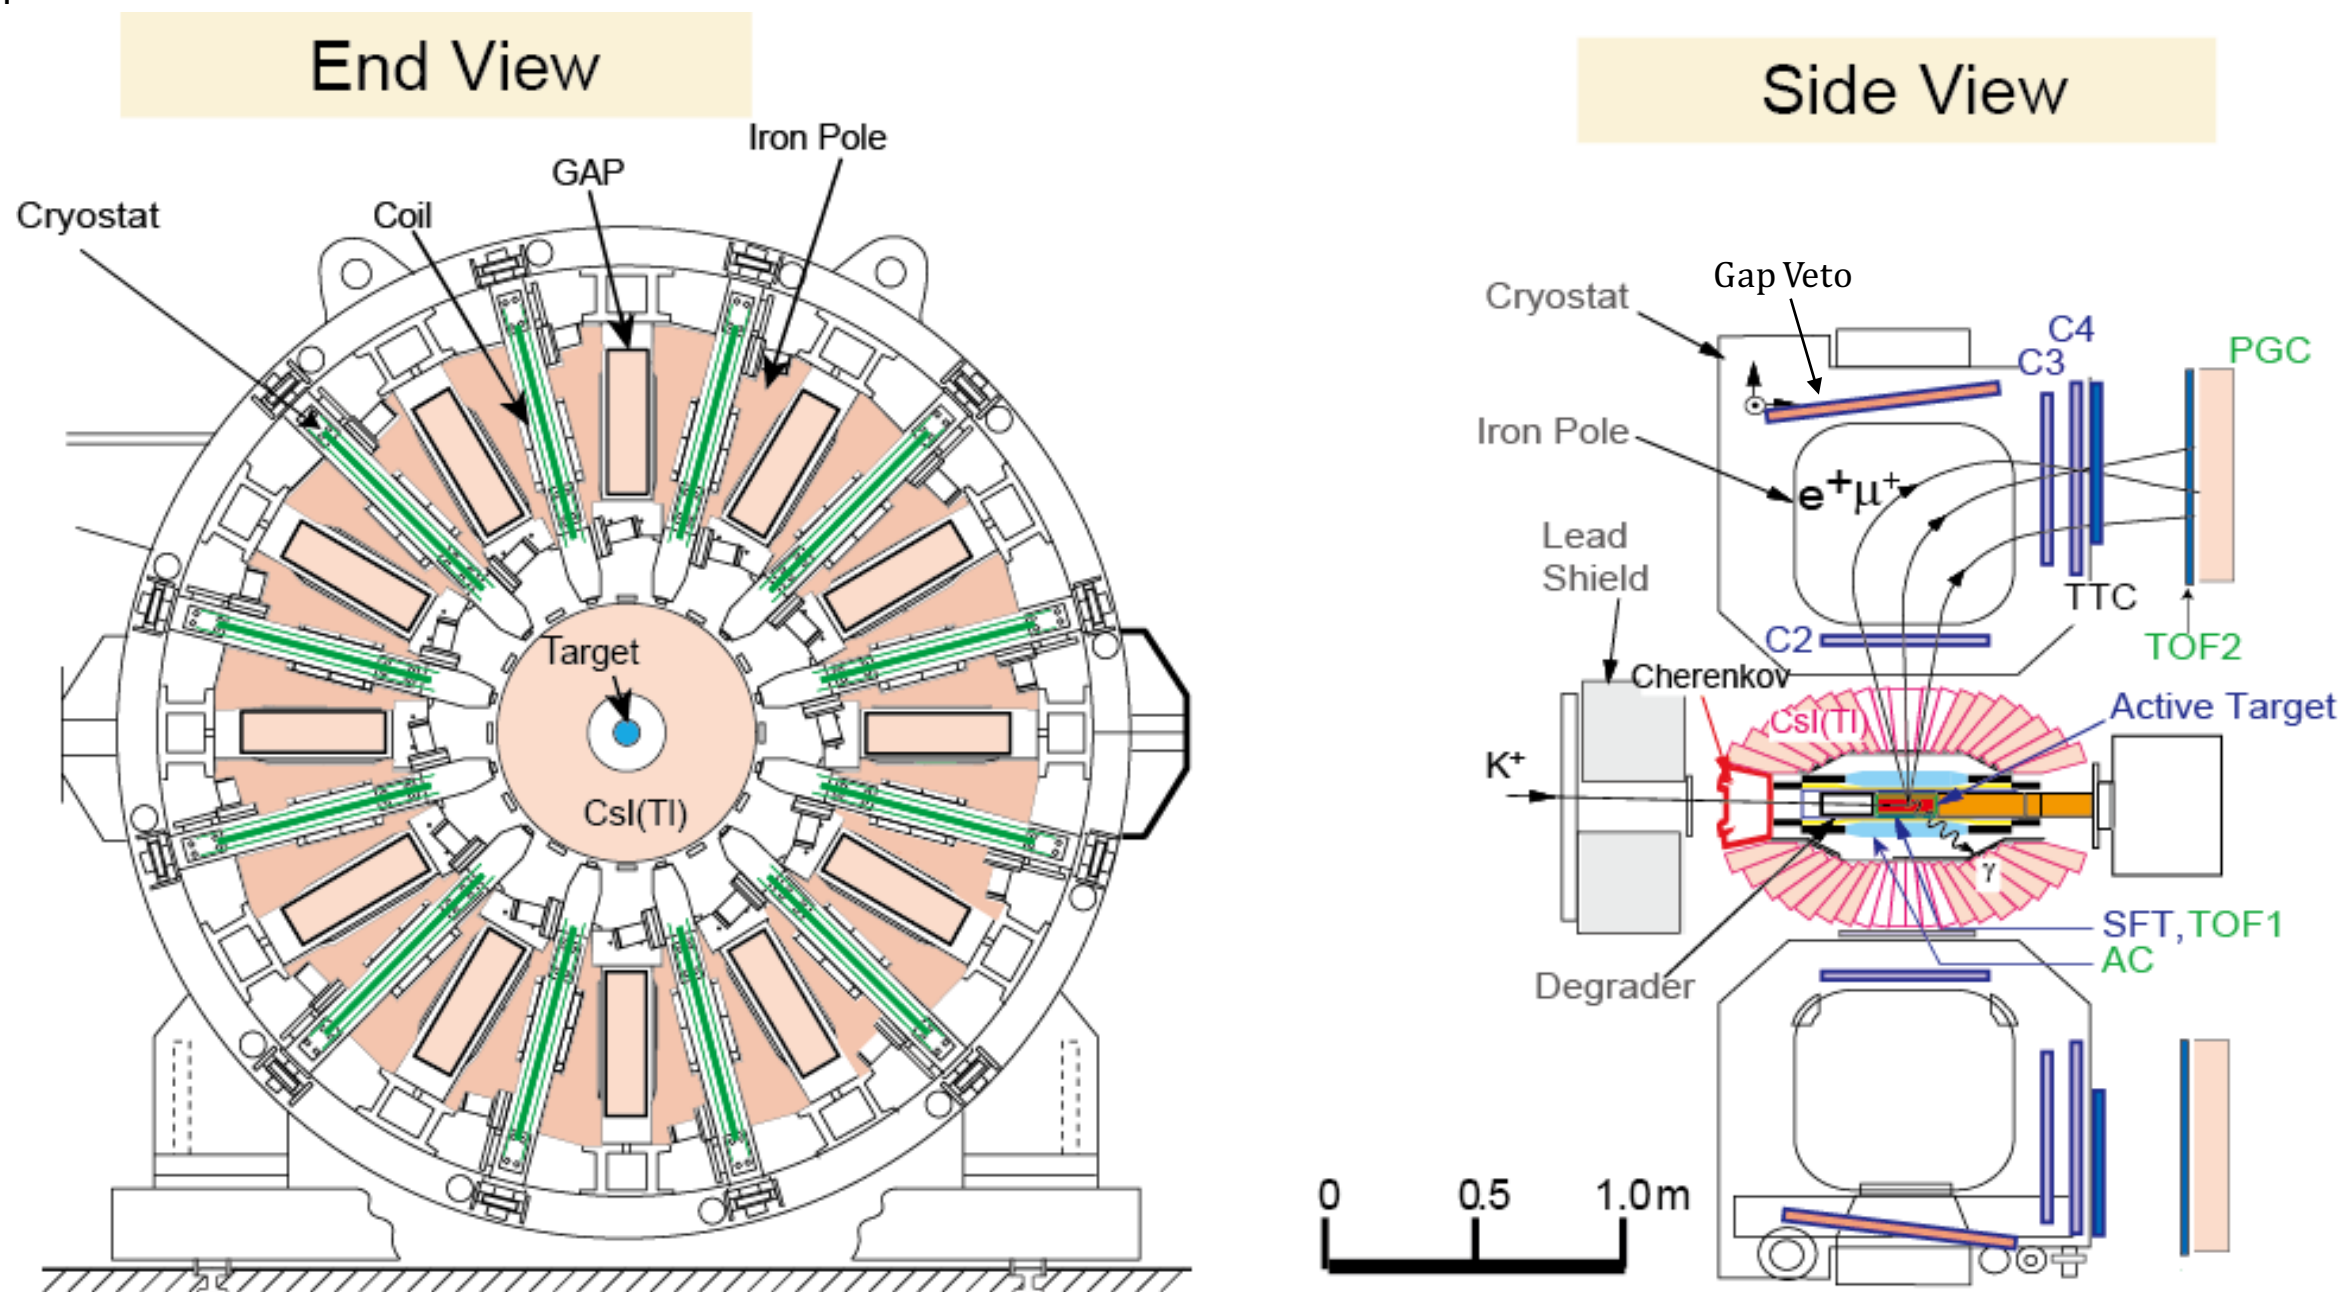 End View
Side View
Iron Pole
GAP
Cryostat
Coil
Target
CsI(Tl)
Cryostat
Gap Veto
C4
C3
PGC
Iron Pole
e+μ+
Lead
Shield
TTC
C2
TOF2
Cherenkov
CsI(Tl)
Active Target
K+
γ
SFT,TOF1
AC
Degrader
0 0.5 1.0m